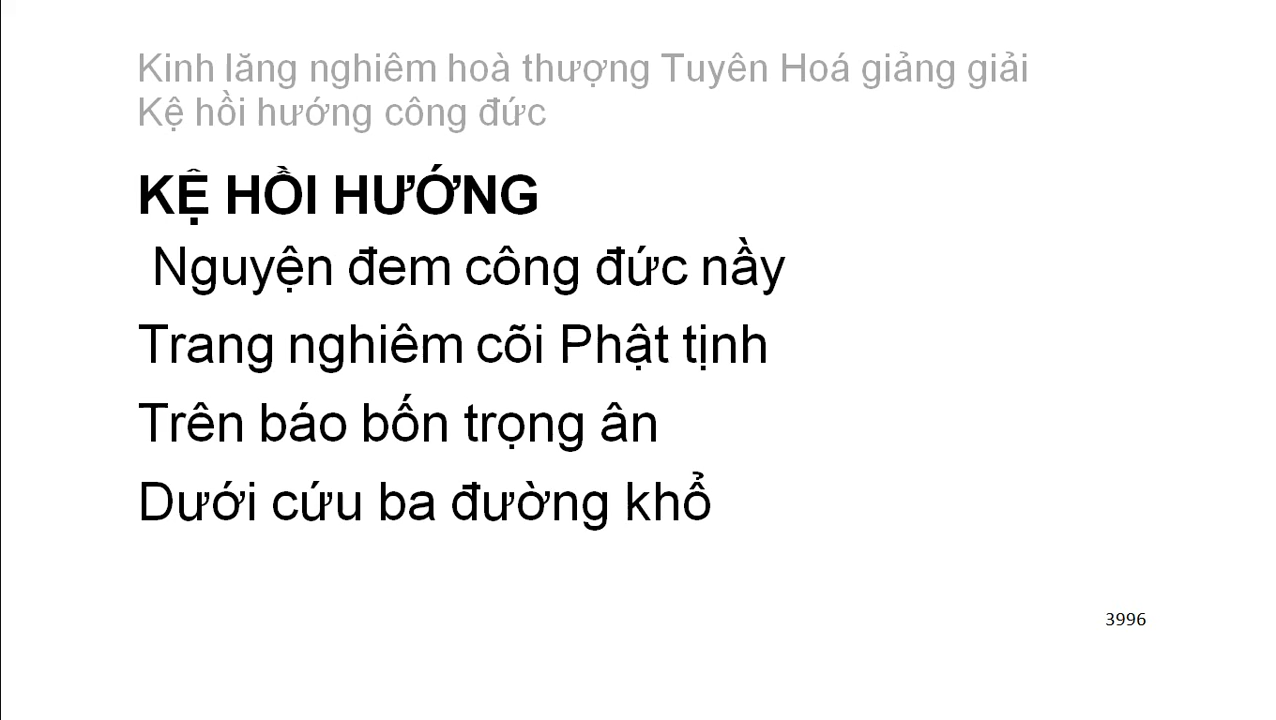 Kinh lăng nghiêm hoà thượng Tuyên Hoá giảng giải
Kệ hồi hướng công đức
KỆ HỒI HƯỚNG
Nguyện đem công đức nầy
Trang nghiêm cõi Phật tịnh
Trên báo bốn trọng ân
Dưới cứu ba đường khổ
3996